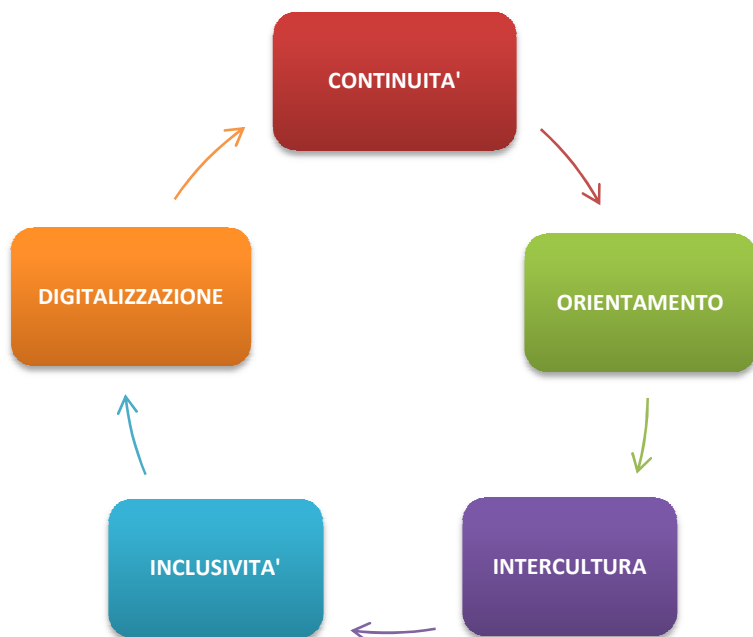 CONTINUITA'
ORIENTAMENTO
INTERCULTURA
INCLUSIVITA'
DIGITALIZZAZIONE